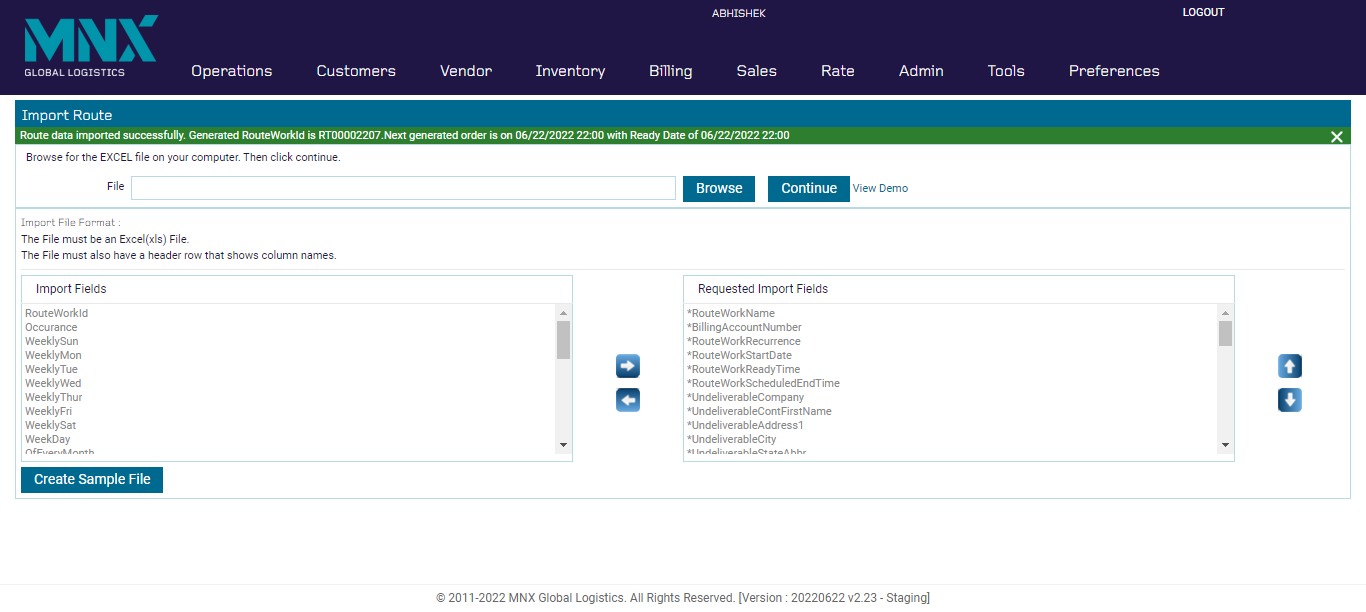 ABHISHEK
LOGOUT
MNX
GLOBAL LOGISTICS
Operations Customers Vendor Inventory Billing Sales Rate Admin Tools Preferences
Import Route
Route data imported successfully. Generated RouteWorkId is RT00002207.Next generated order is on 06/22/2022 22:00 with Ready Date of 06/22/2022 22:00
Browse for the EXCEL file on your computer. Then click continue.
File Browse Continue View Demo
Import File Format :
The File must be an Excel(xls) File.
The File must also have a header row that shows column names.
Import Fields
RouteWorkId
Occurance
WeeklySun
WeeklyMon
WeeklyTue
WeeklyWed
WeeklyThur
WeeklyFri
WeeklySat
WeekDay
OfEveryMonth
Requested Import Fields
*RouteWorkName
*BillingAccountNumber
*RouteWorkRecurrence
*RouteWorkStartDate
*RouteWorkReadyTime
*RouteWorkScheduledEndTime
*UndeliverableCompany
*UndeliverableContFirstName
*UndeliverableAddress1
*UndeliverableCity
*UndeliverableStateAbbr
Create Sample File
© 2011-2022 MNX Global Logistics. All Rights Reserved. [Version : 20220622 v2.23 - Staging]